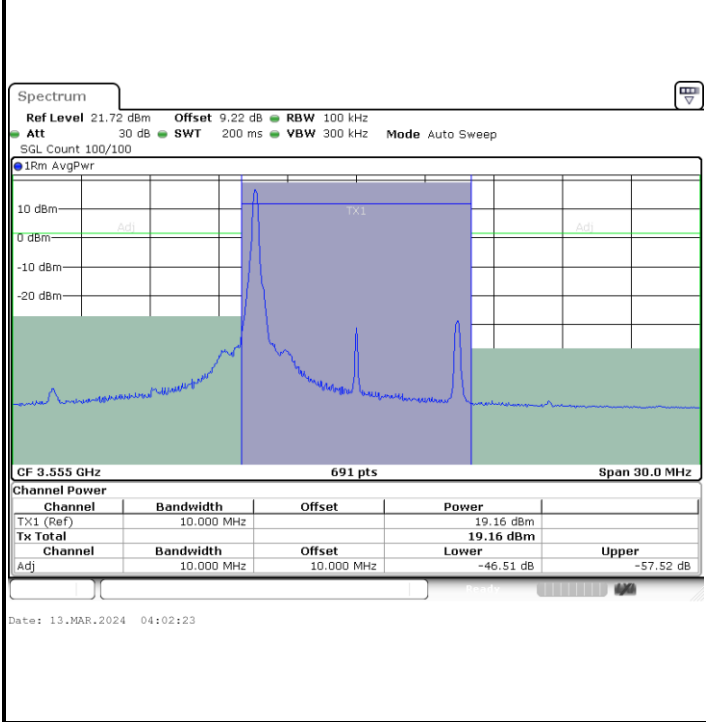 Spectrum
Ref Level 21.72 dBm Offset 9.22 dB RBW 100 kHz
Att 30 dB SWT 200 ms VBW 300 kHz Mode Auto Sweep
SGL Count 100/100
1Rm AvgPwr
10 dBm
TX1
Adj Adj
0 dBm
-10 dBm
-20 dBm
CF 3.555 GHz 691 pts Span 30.0 MHz
Channel Power
Channel Bandwidth Offset Power
TX1 (Ref) 10.000 MHz 19.16 dBm
Tx Total 19.16 dBm
Channel Bandwidth Offset Lower Upper
Adj 10.000 MHz 10.000 MHz -46.51 dB -57.52 dB
Ready
Date: 13.MAR.2024 04:02:23